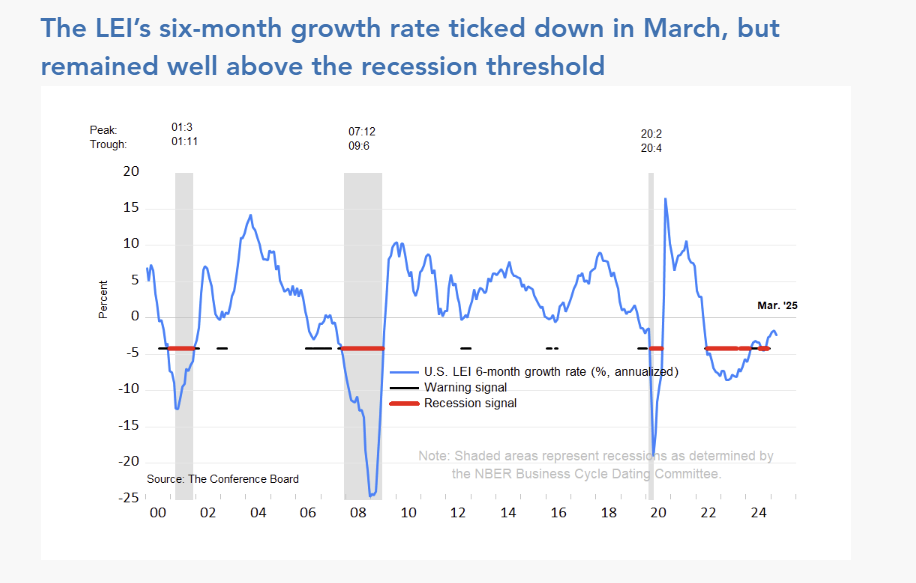 The LEI's six-month growth rate ticked down in March, but
remained well above the recession threshold
Peak: 01:3 07:12 20:2
Trough: 01:11 09:6 20:4
20
15
10
5
0
-5
-10
-15
-20
-25
Percent
Mar. '25
U.S. LEI 6-month growth rate (%, annualized)
Warning signal
Recession signal
Note: Shaded areas represent recessions as determined by
the NBER Business Cycle Dating Committee.
Source: The Conference Board
00 02 04 06 08 10 12 14 16 18 20 22 24